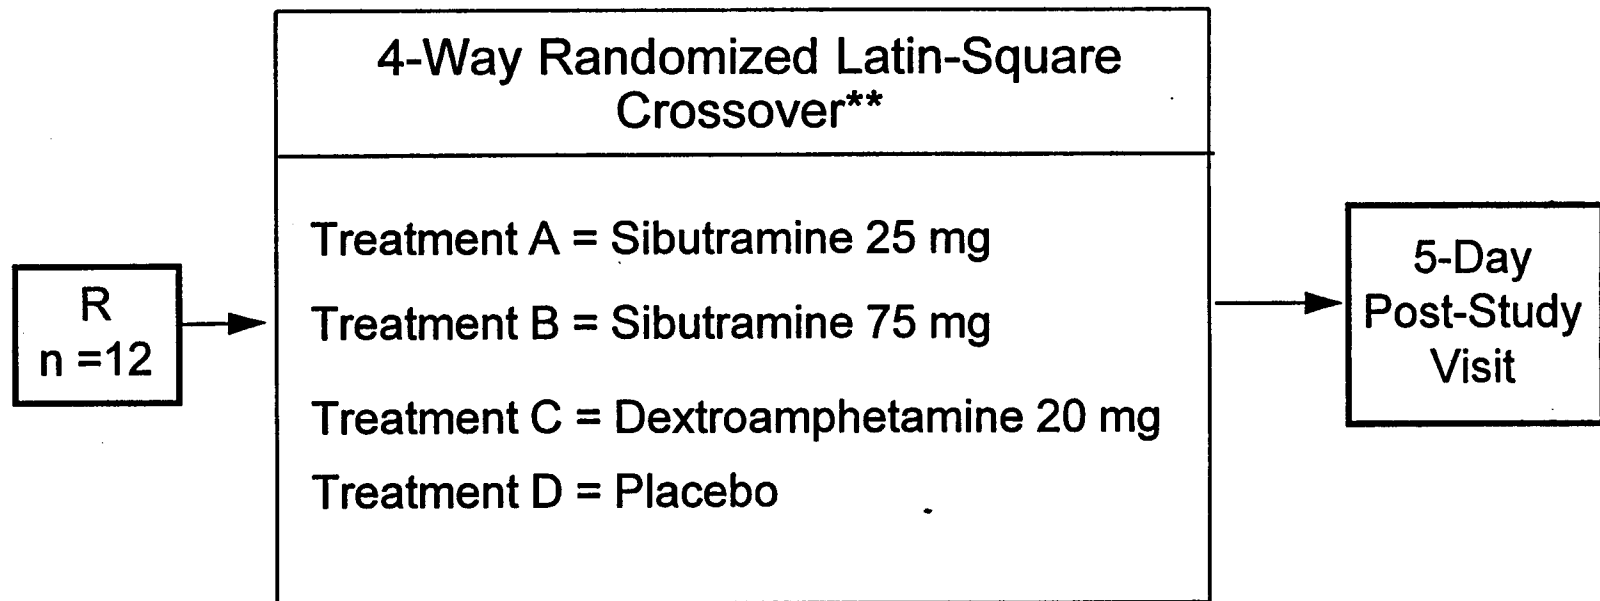 4-Way Randomized Latin-Square
Crossover**
Treatment A = Sibutramine 25 mg
Treatment B = Sibutramine 75 mg
Treatment C = Dextroamphetamine 20 mg
Treatment D = Placebo
R
n =12
5-Day
Post-Study
Visit